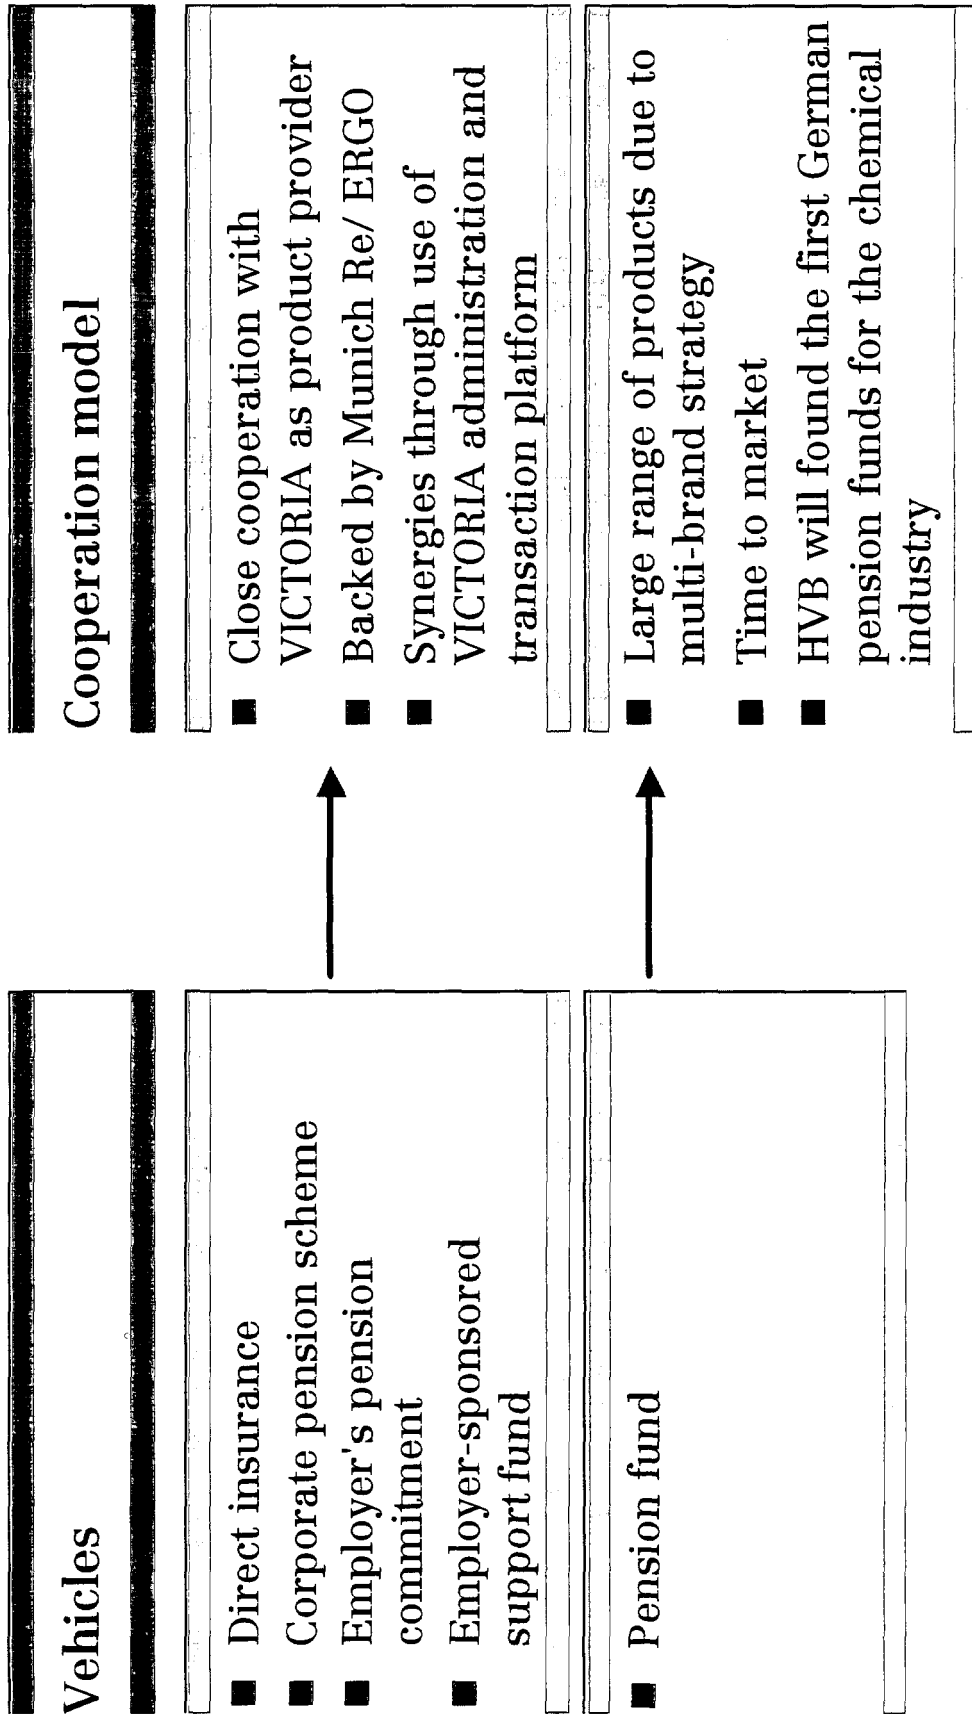 Vehicles
■ Direct insurance
■ Corporate pension scheme
■ Employer's pension
commitment
■ Employer-sponsored
support fund
■ Pension fund
Cooperation model
■ Close cooperation with
VICTORIA as product provider
■ Backed by Munich Re/ ERGO
■ Synergies through use of
VICTORIA administration and
transaction platform
■ Large range of products due to
multi-brand strategy
■ Time to market
■ HVB will found the first German
pension funds for the chemical
industry